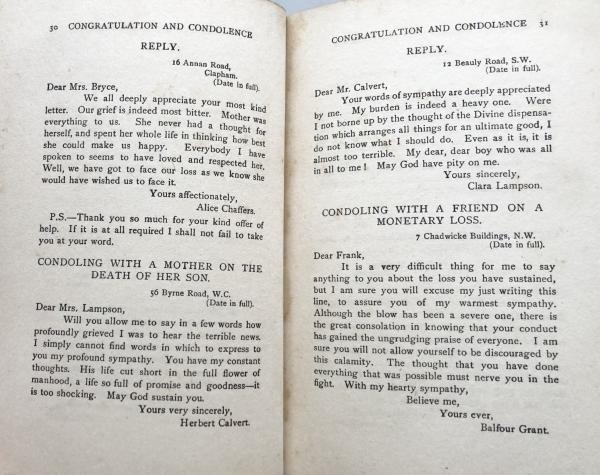 30 CONGRATULATION AND CONDOLENCE
REPLY.
16 Annan Road,
Clapham.
(Date in full).
Dear Mrs. Bryce,
We all deeply appreciate your most kind
letter. Our grief is indeed most bitter. Mother was
everything to us. She never had a thought for
herself, and spent her whole life in thinking how best
she could make us happy. Everybody I have
spoken to seems to have loved and respected her.
Well, we have got to face our loss as we know she
would have wished us to face it.
Yours affectionately,
Alice Chaffers.
P.S.—Thank you so much for your kind offer of
help. If it is at all required I shall not fail to take
you at your word.
CONDOLING WITH A MOTHER ON THE
DEATH OF HER SON.
56 Byrne Road, W.C.
(Date in full).
Dear Mrs. Lampson,
Will you allow me to say in a few words how
profoundly grieved I was to hear the terrible news.
I simply cannot find words in which to express to
you my profound sympathy. You have my constant
thoughts. His life cut short in the full flower of
manhood, a life so full of promise and goodness—it
is too shocking. May God sustain you.
Yours very sincerely,
Herbert Calvert.
CONGRATULATION AND CONDOLENCE 31
REPLY.
12 Beauly Road, S.W.
(Date in full).
Dear Mr. Calvert,
Your words of sympathy are deeply appreciated
by me. My burden is indeed a heavy one. Were
I not borne up by the thought of the Divine dispensa-
tion which arranges all things for an ultimate good, I
do not know what I should do. Even as it is, it is
almost too terrible. My dear, dear boy who was all
in all to me! May God have pity on me.
Yours sincerely,
Clara Lampson.
CONDOLING WITH A FRIEND ON A
MONETARY LOSS.
7 Chadwicke Buildings, N.W.
(Date in full).
Dear Frank,
It is a very difficult thing for me to say
anything to you about the loss you have sustained,
but I am sure you will excuse my just writing this
line, to assure you of my warmest sympathy.
Although the blow has been a severe one, there is
the great consolation in knowing that your conduct
has gained the ungrudging praise of everyone. I am
sure you will not allow yourself to be discouraged by
this calamity. The thought that you have done
everything that was possible must nerve you in the
fight. With my hearty sympathy,
Believe me,
Yours ever,
Balfour Grant.